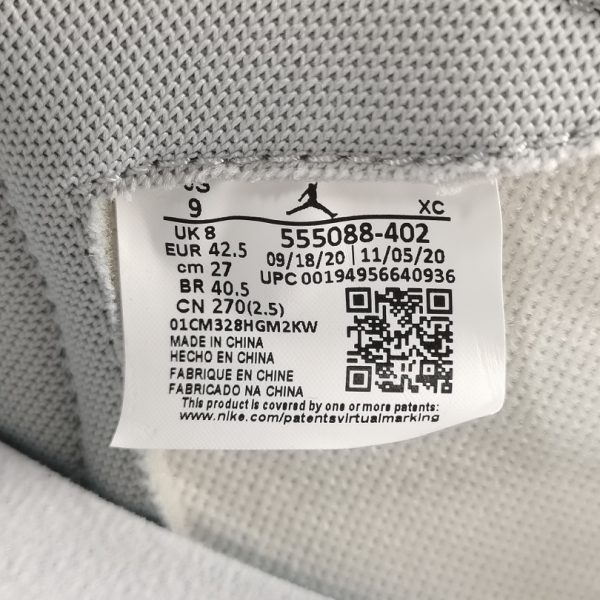 9
XC
UK 8
EUR 42.5
cm 27
BR 40.5
CN 270(2.5)
01CM328HGM2KW
555088-402
09/18/20 | 11/05/20
UPC 00194956640936
MADE IN CHINA
HECHO EN CHINA
FABRIQUE EN CHINE
FABRICADO NA CHINA
This product is covered by one or more patents:
www.nike.com/patentsvirtualmarking